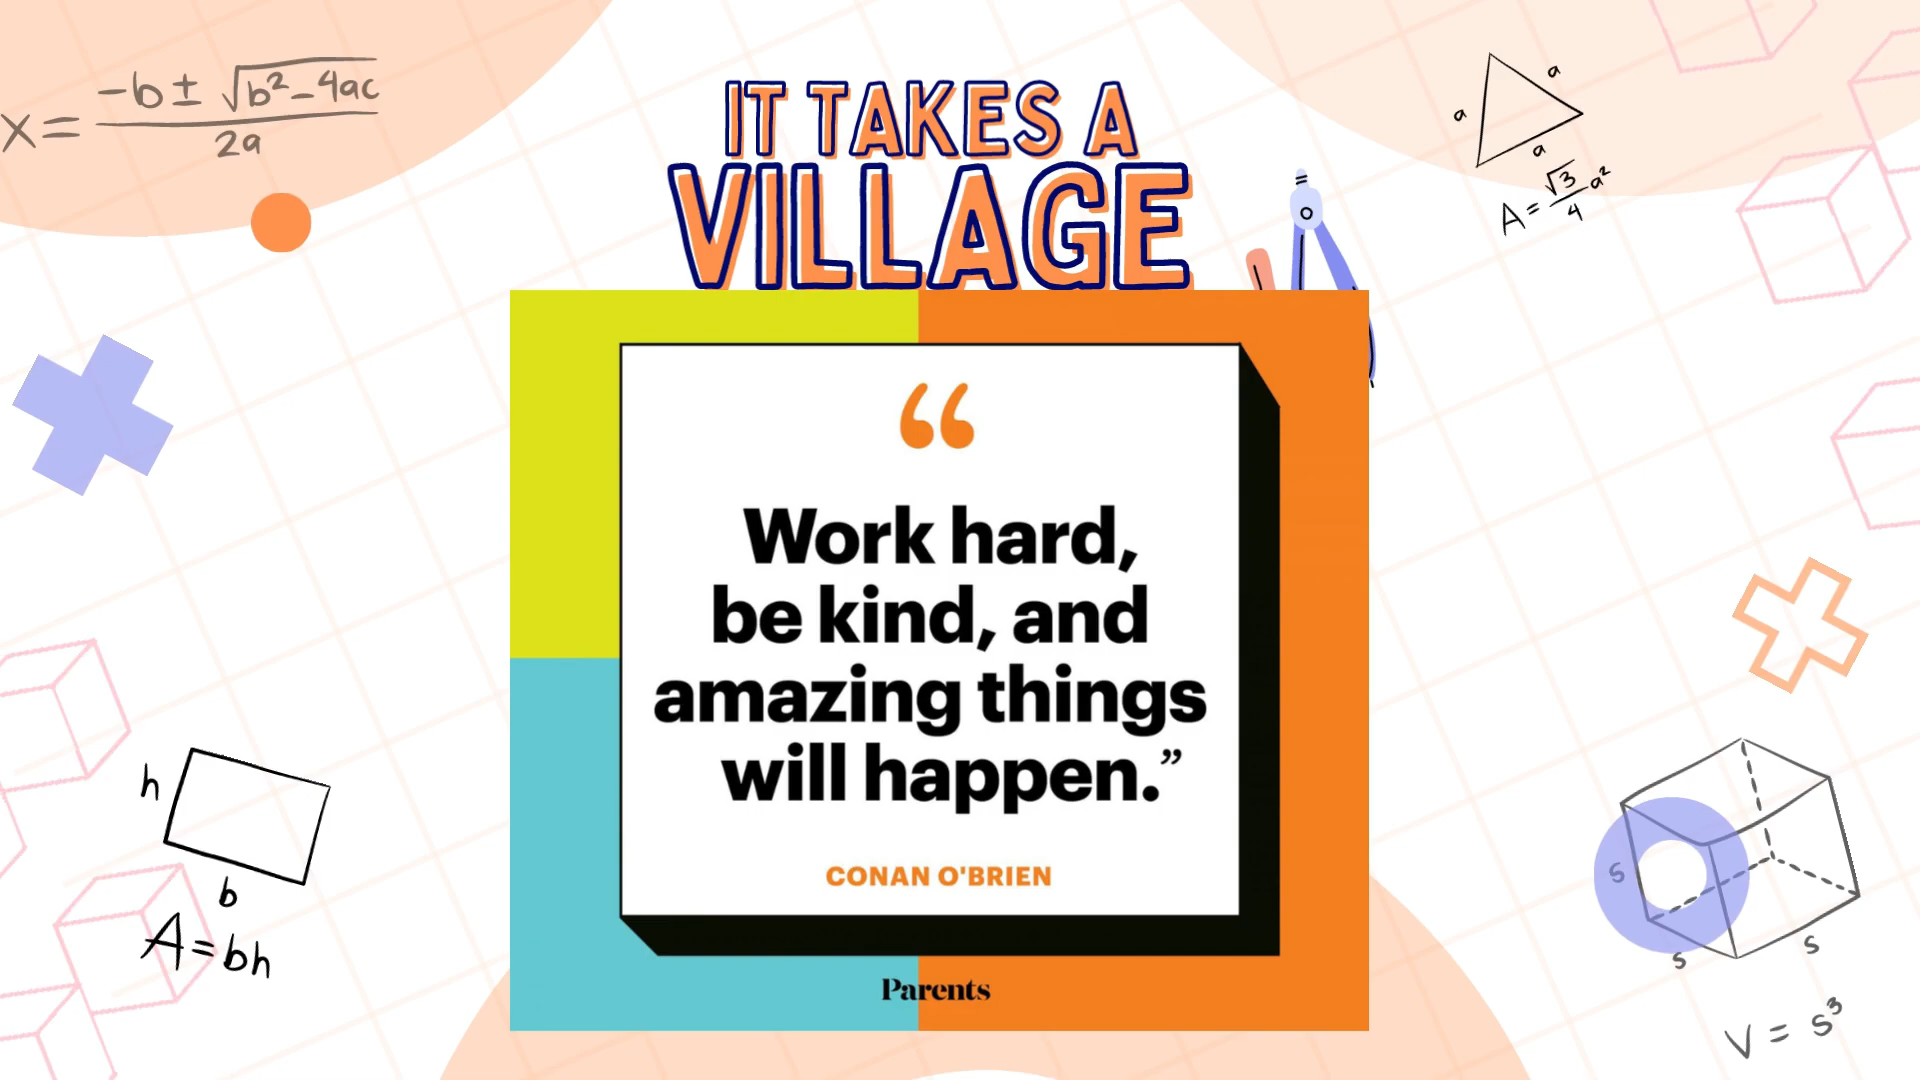 x = -b ± √b²-4ac
2a
IT TAKES A
VILLAGE
a
a
a
A = √3/4 a²
“
Work hard,
be kind, and
amazing things
will happen.”
CONAN O'BRIEN
Parents
h
b
A = bh
s
s
s
V = s³